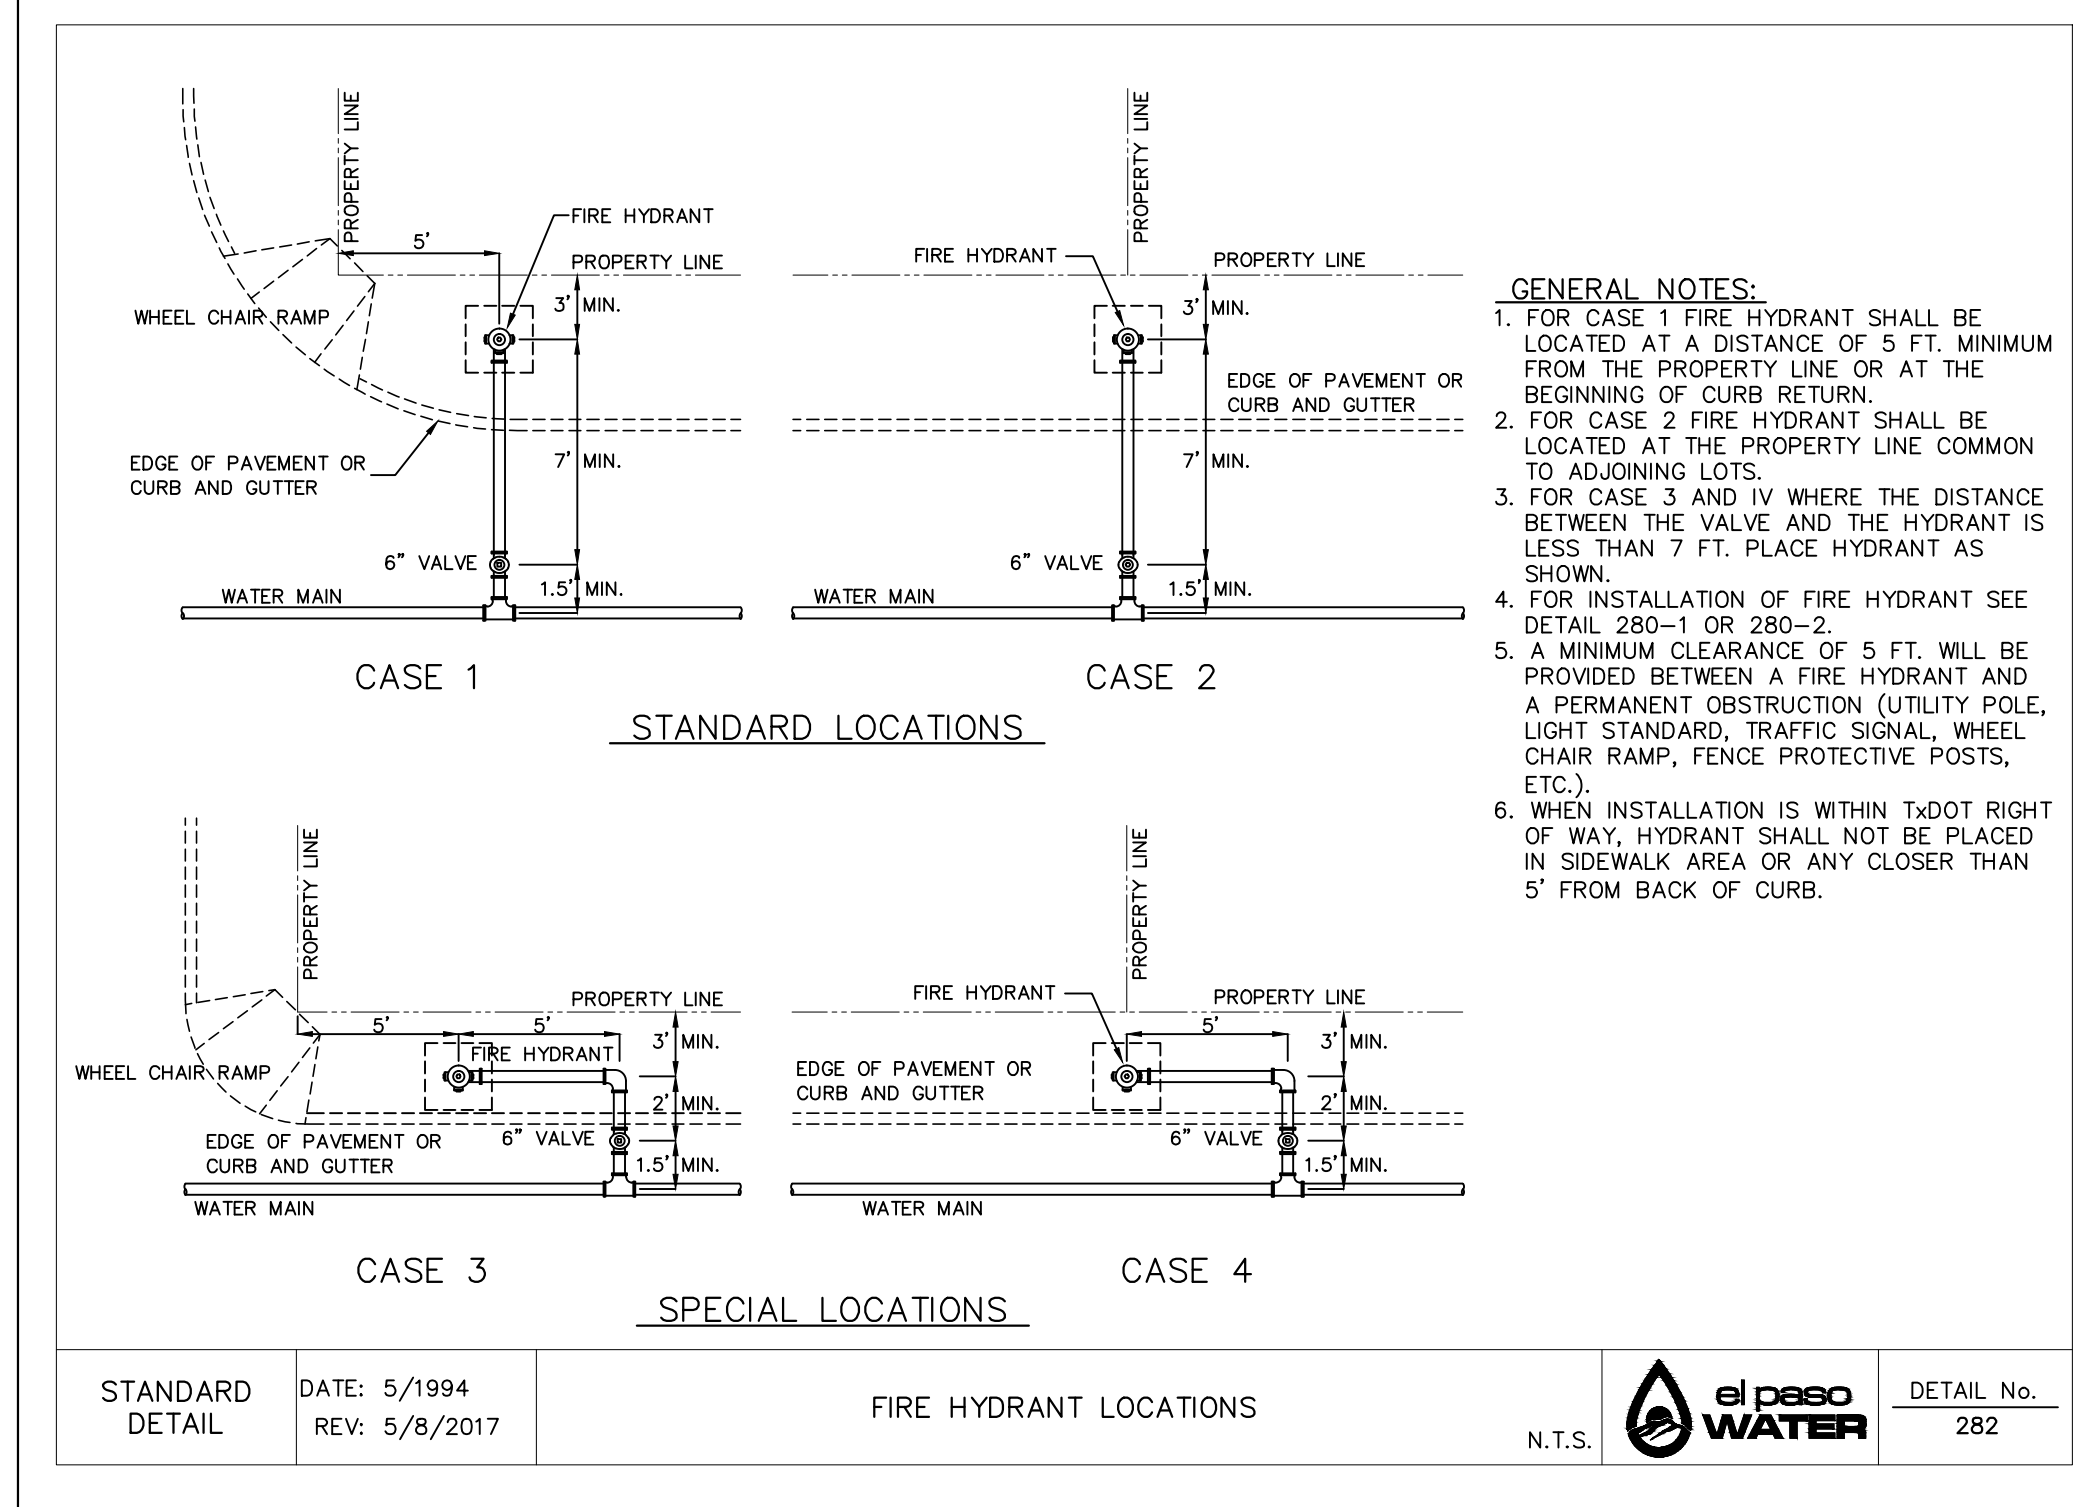 PROPERTY LINE
5'
FIRE HYDRANT
PROPERTY LINE
3' MIN.
WHEEL CHAIR RAMP
EDGE OF PAVEMENT OR
CURB AND GUTTER
7' MIN.
6" VALVE
1.5' MIN.
WATER MAIN
CASE 1
PROPERTY LINE
FIRE HYDRANT
PROPERTY LINE
3' MIN.
EDGE OF PAVEMENT OR
CURB AND GUTTER
7' MIN.
6" VALVE
1.5' MIN.
WATER MAIN
CASE 2
STANDARD LOCATIONS
PROPERTY LINE
PROPERTY LINE
5'
5'
3' MIN.
FIRE HYDRANT
WHEEL CHAIR RAMP
2' MIN.
EDGE OF PAVEMENT OR
CURB AND GUTTER
6" VALVE
1.5' MIN.
WATER MAIN
CASE 3
PROPERTY LINE
FIRE HYDRANT
PROPERTY LINE
5'
3' MIN.
EDGE OF PAVEMENT OR
CURB AND GUTTER
2' MIN.
6" VALVE
1.5' MIN.
WATER MAIN
CASE 4
SPECIAL LOCATIONS
GENERAL NOTES:
1. FOR CASE 1 FIRE HYDRANT SHALL BE
LOCATED AT A DISTANCE OF 5 FT. MINIMUM
FROM THE PROPERTY LINE OR AT THE
BEGINNING OF CURB RETURN.
2. FOR CASE 2 FIRE HYDRANT SHALL BE
LOCATED AT THE PROPERTY LINE COMMON
TO ADJOINING LOTS.
3. FOR CASE 3 AND IV WHERE THE DISTANCE
BETWEEN THE VALVE AND THE HYDRANT IS
LESS THAN 7 FT. PLACE HYDRANT AS
SHOWN.
4. FOR INSTALLATION OF FIRE HYDRANT SEE
DETAIL 280-1 OR 280-2.
5. A MINIMUM CLEARANCE OF 5 FT. WILL BE
PROVIDED BETWEEN A FIRE HYDRANT AND
A PERMANENT OBSTRUCTION (UTILITY POLE,
LIGHT STANDARD, TRAFFIC SIGNAL, WHEEL
CHAIR RAMP, FENCE PROTECTIVE POSTS,
ETC.).
6. WHEN INSTALLATION IS WITHIN TxDOT RIGHT
OF WAY, HYDRANT SHALL NOT BE PLACED
IN SIDEWALK AREA OR ANY CLOSER THAN
5' FROM BACK OF CURB.
STANDARD
DETAIL
DATE: 5/1994
REV: 5/8/2017
FIRE HYDRANT LOCATIONS
N.T.S.
el paso
WATER
DETAIL No.
282